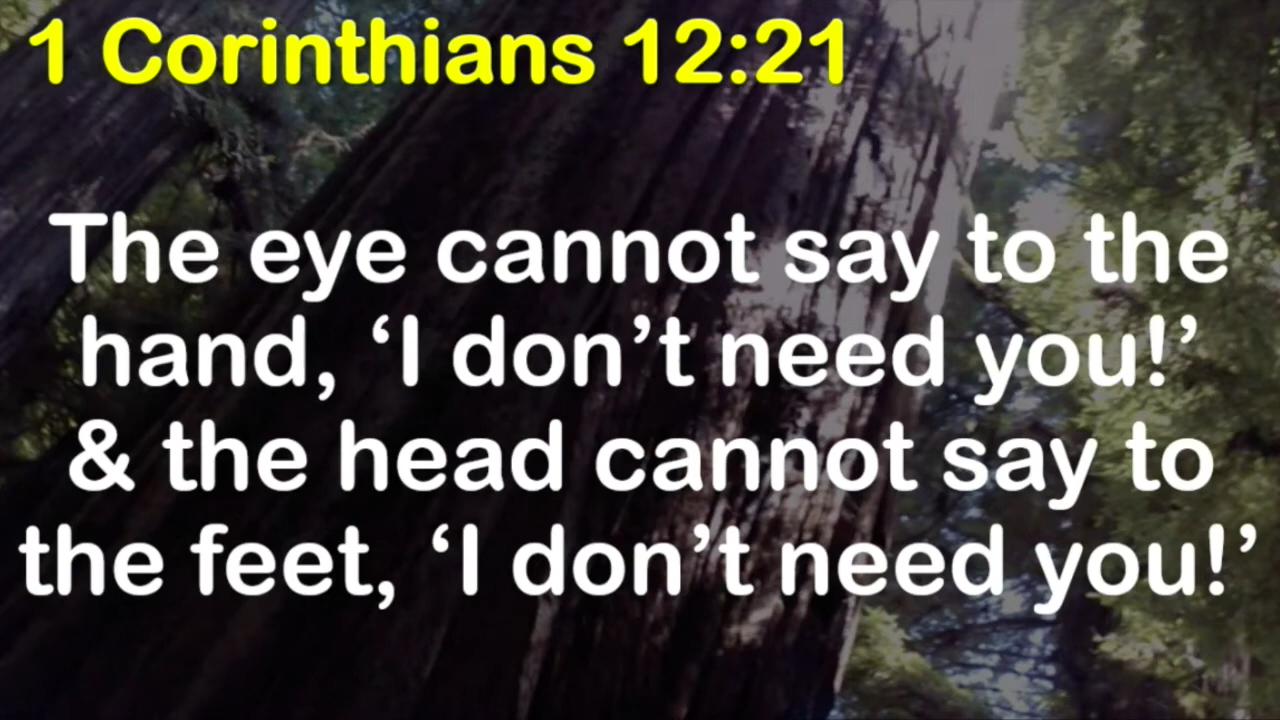 1 Corinthians 12:21
The eye cannot say to the
hand, ‘I don’t need you!’
& the head cannot say to
the feet, ‘I don’t need you!’